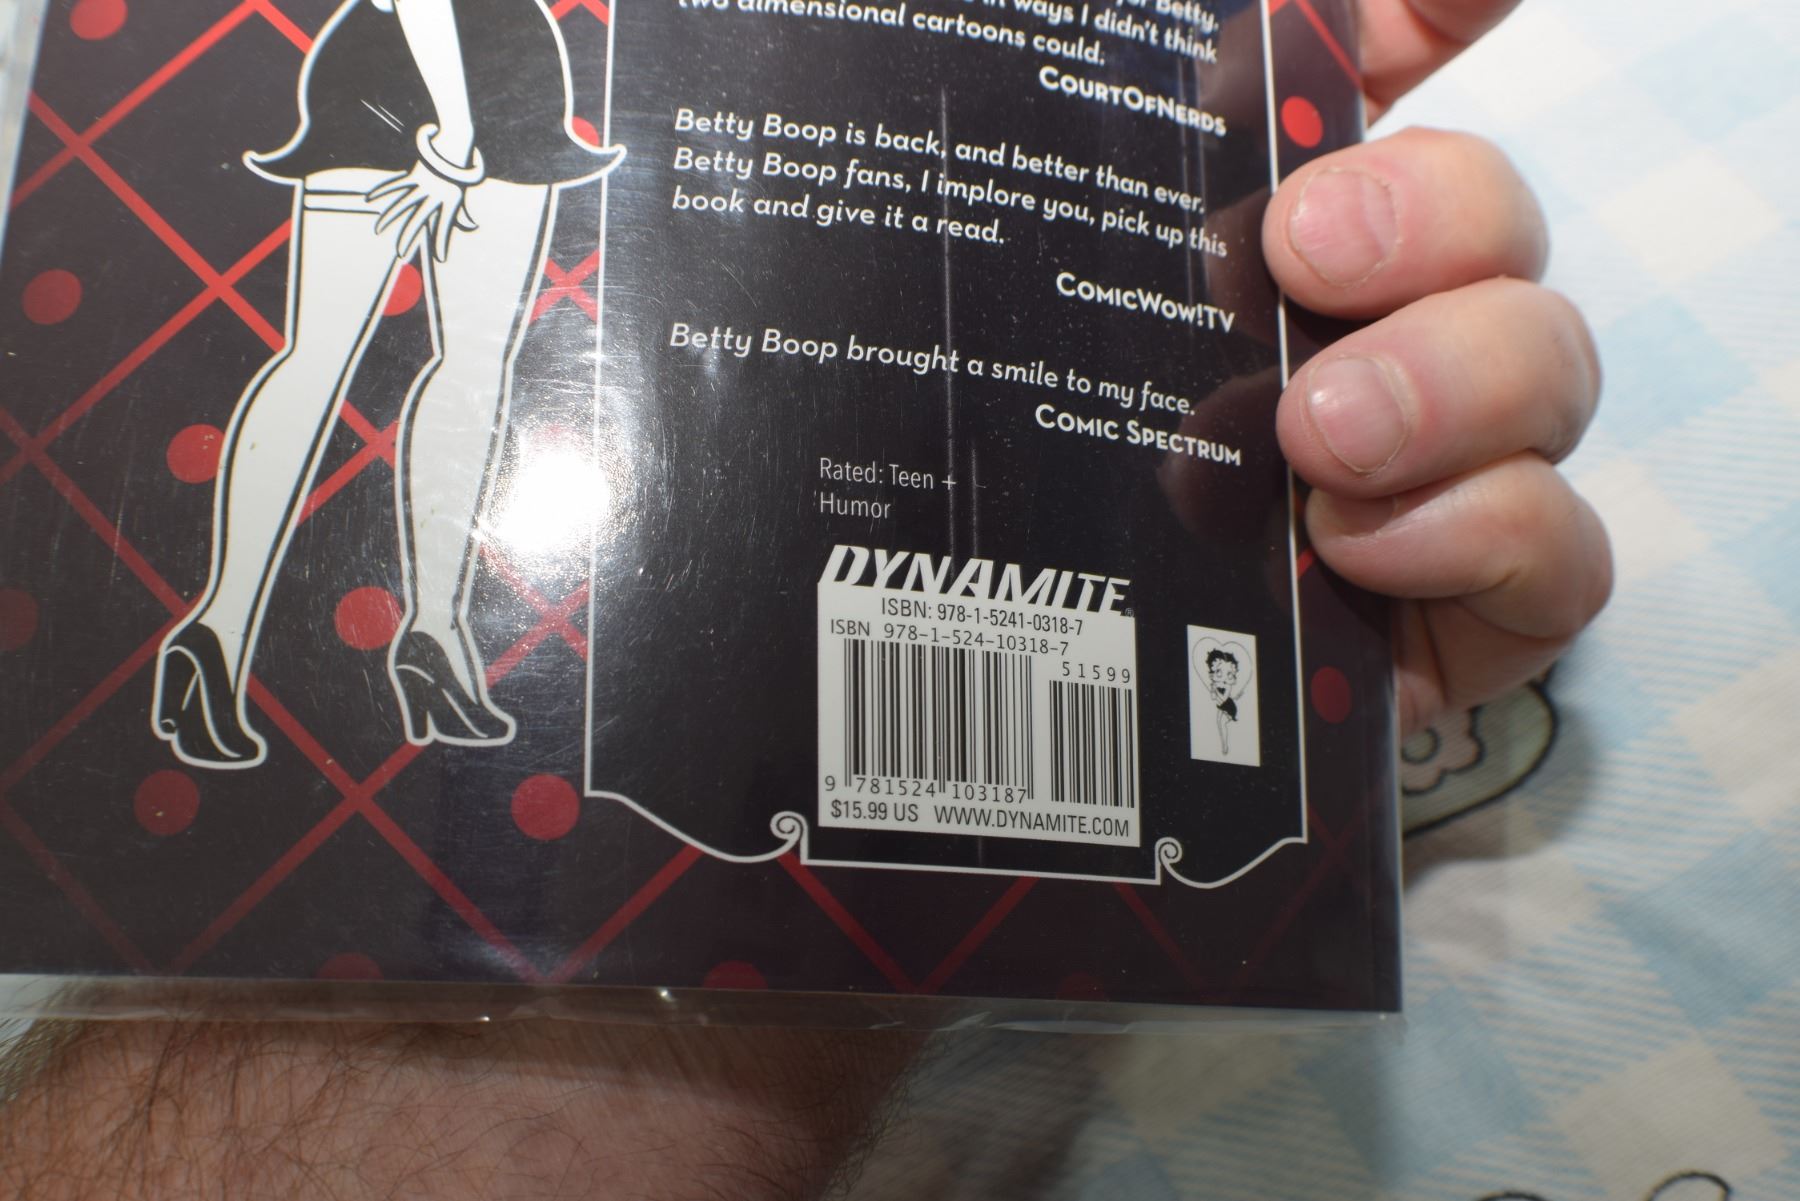 Betty,
in ways I didn't think
two dimensional cartoons could.
COURTOFNERDS
Betty Boop is back, and better than ever.
Betty Boop fans, I implore you, pick up this
book and give it a read.
COMICWOW!TV
Betty Boop brought a smile to my face.
COMIC SPECTRUM
Rated: Teen +
Humor
DYNAMITE®
ISBN: 978-1-5241-0318-7
ISBN 978-1-524-10318-7
51599
9 781524 103187
$15.99 US WWW.DYNAMITE.COM